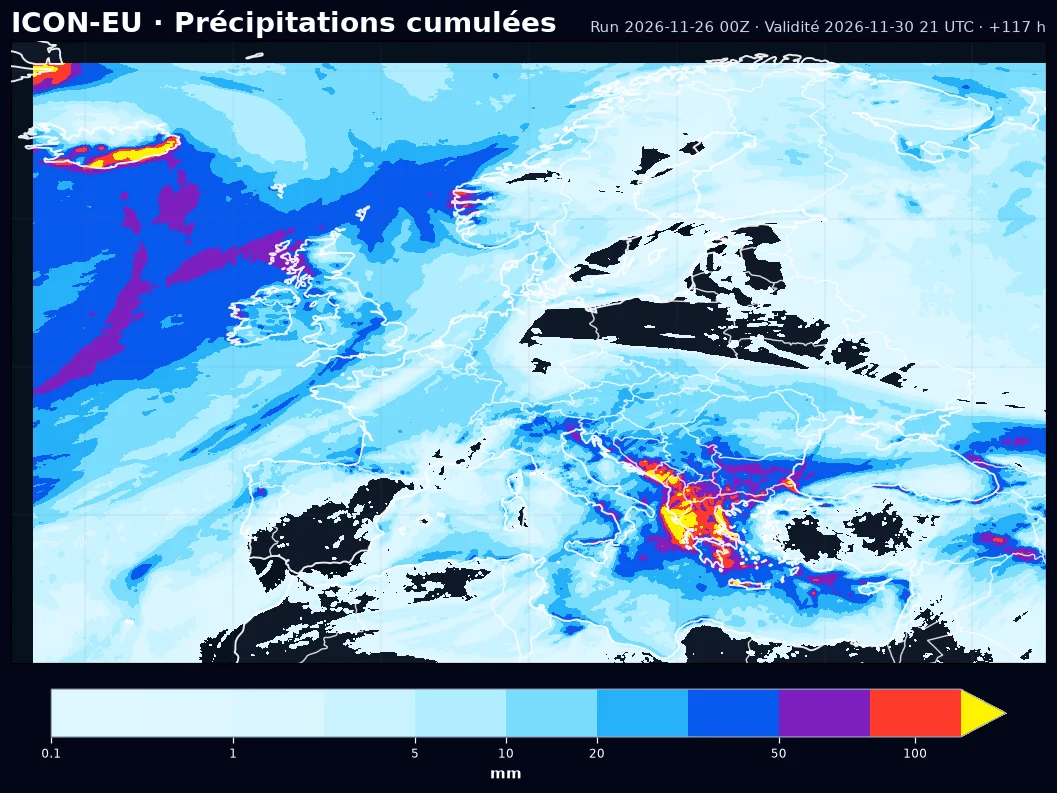 ICON-EU · Précipitations cumulées
Run 2026-11-26 00Z · Validité 2026-11-30 21 UTC · +117 h
0.1 1 5 10 20 50 100
mm